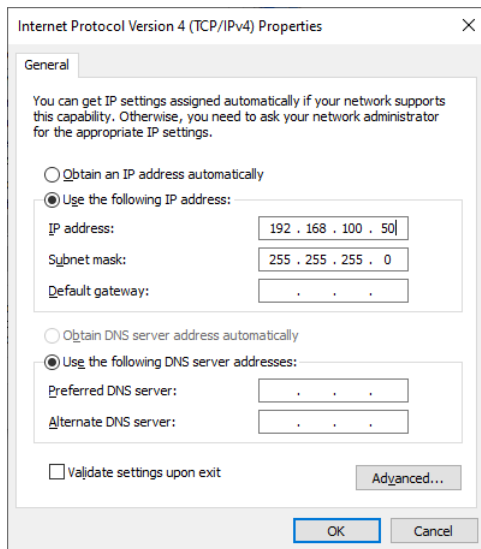 Internet Protocol Version 4 (TCP/IPv4) Properties
General
You can get IP settings assigned automatically if your network supports
this capability. Otherwise, you need to ask your network administrator
for the appropriate IP settings.
Obtain an IP address automatically
Use the following IP address:
IP address: 192 . 168 . 100 . 50
Subnet mask: 255 . 255 . 255 . 0
Default gateway: . . .
Obtain DNS server address automatically
Use the following DNS server addresses:
Preferred DNS server: . . .
Alternate DNS server: . . .
Validate settings upon exit
Advanced...
OK Cancel